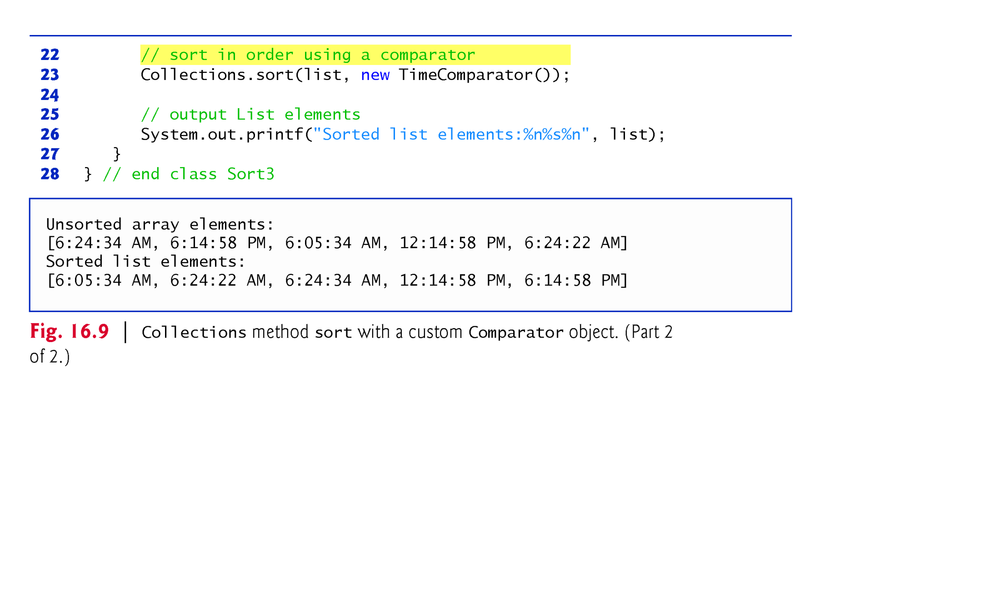 22 // sort in order using a comparator
23 Collections.sort(list, new TimeComparator());
24
25 // output List elements
26 System.out.printf("Sorted list elements:%n%s%n", list);
27 }
28 } // end class Sort3
Unsorted array elements:
[6:24:34 AM, 6:14:58 PM, 6:05:34 AM, 12:14:58 PM, 6:24:22 AM]
Sorted list elements:
[6:05:34 AM, 6:24:22 AM, 6:24:34 AM, 12:14:58 PM, 6:14:58 PM]
Fig. 16.9 | Collections method sort with a custom Comparator object. (Part 2
of 2.)